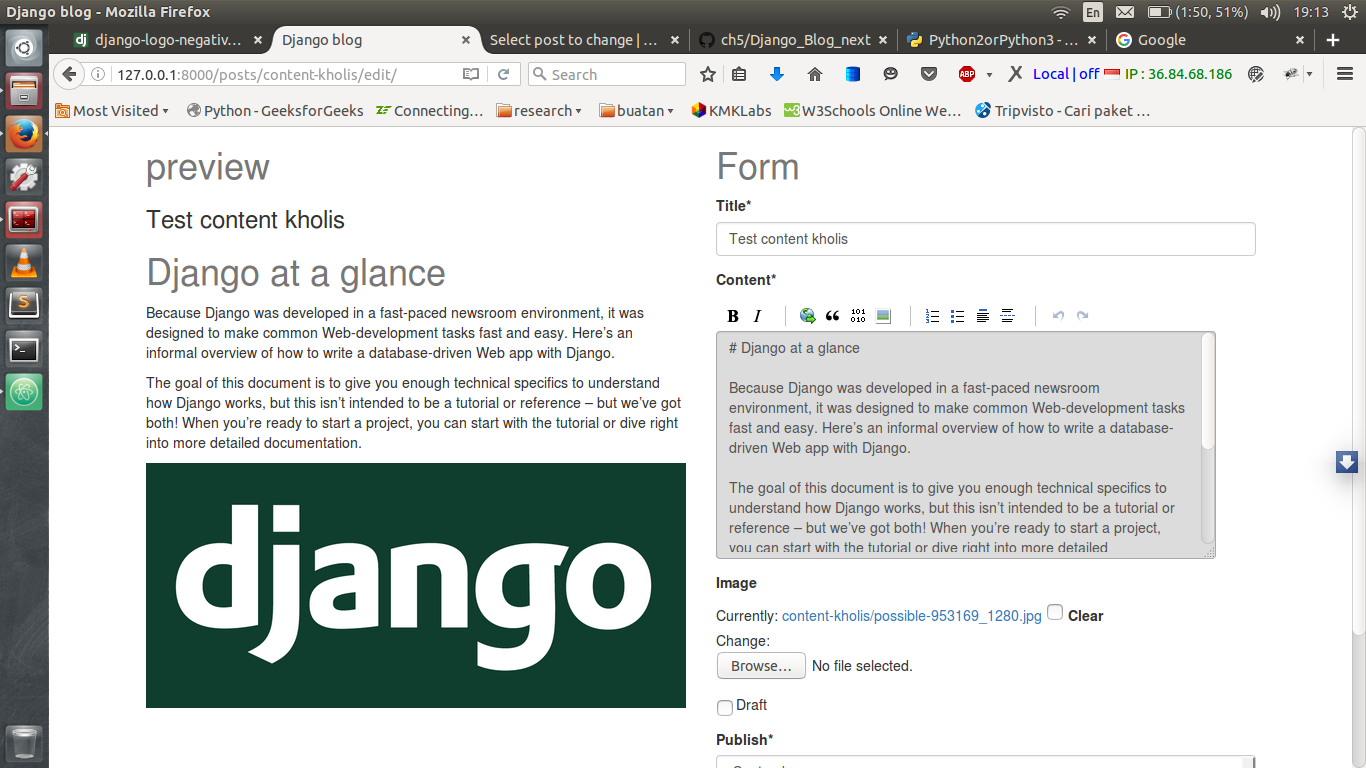 Django blog - Mozilla Firefox
En
(1:50, 51%)
19:13
dj
django-logo-negativ…
Django blog
Select post to change | …
ch5/Django_Blog_next
Python2orPython3 - …
Google
127.0.0.1:8000/posts/content-kholis/edit/
Search
ABP
Local | off
IP : 36.84.68.186
Most Visited
Python - GeeksforGeeks
Connecting…
research
buatan
KMKLabs
W3Schools Online We…
Tripvisto - Cari paket …
preview
Test content kholis
Django at a glance
Because Django was developed in a fast-paced newsroom environment, it was
designed to make common Web-development tasks fast and easy. Here’s an
informal overview of how to write a database-driven Web app with Django.
The goal of this document is to give you enough technical specifics to understand
how Django works, but this isn’t intended to be a tutorial or reference – but we’ve got
both! When you’re ready to start a project, you can start with the tutorial or dive right
into more detailed documentation.
django
Form
Title*
Test content kholis
Content*
B I
101
010
# Django at a glance
Because Django was developed in a fast-paced newsroom
environment, it was designed to make common Web-development tasks
fast and easy. Here’s an informal overview of how to write a database-
driven Web app with Django.
The goal of this document is to give you enough technical specifics to
understand how Django works, but this isn’t intended to be a tutorial or
reference – but we’ve got both! When you’re ready to start a project,
you can start with the tutorial or dive right into more detailed
Image
Currently: content-kholis/possible-953169_1280.jpg Clear
Change:
Browse… No file selected.
Draft
Publish*